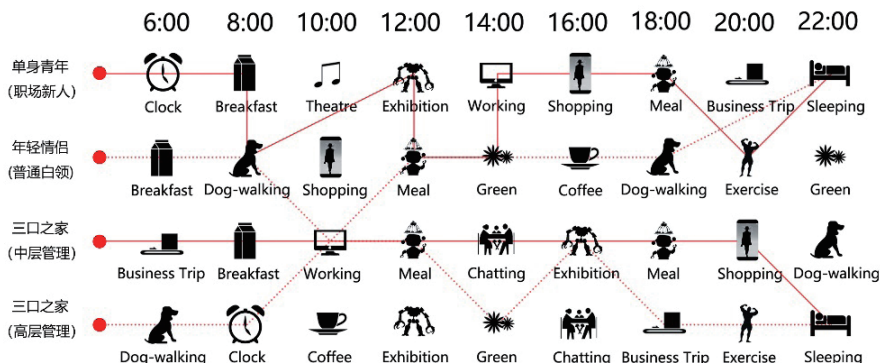 6:00 8:00 10:00 12:00 14:00 16:00 18:00 20:00 22:00
单身青年
(职场新人)
Clock Breakfast Theatre Exhibition Working Shopping Meal Business Trip Sleeping
年轻情侣
(普通白领)
Breakfast Dog-walking Shopping Meal Green Coffee Dog-walking Exercise Green
三口之家
(中层管理)
Business Trip Breakfast Working Meal Chatting Exhibition Meal Shopping Dog-walking
三口之家
(高层管理)
Dog-walking Clock Coffee Exhibition Green Chatting Business Trip Exercise Sleeping